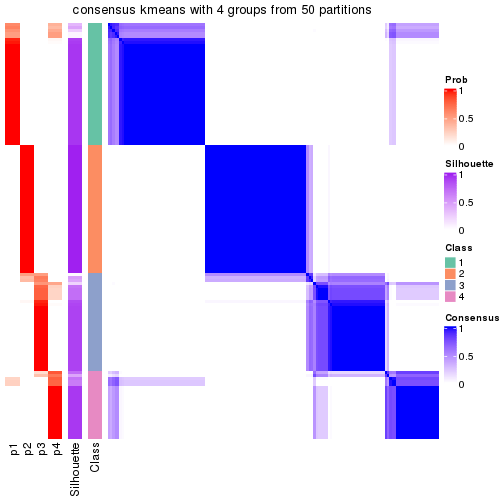 consensus kmeans with 4 groups from 50 partitions
Prob
1
0.5
0
Silhouette
1
0.5
0
Class
1
2
3
4
Consensus
1
0.5
0
p1
p2
p3
p4
Silhouette
Class